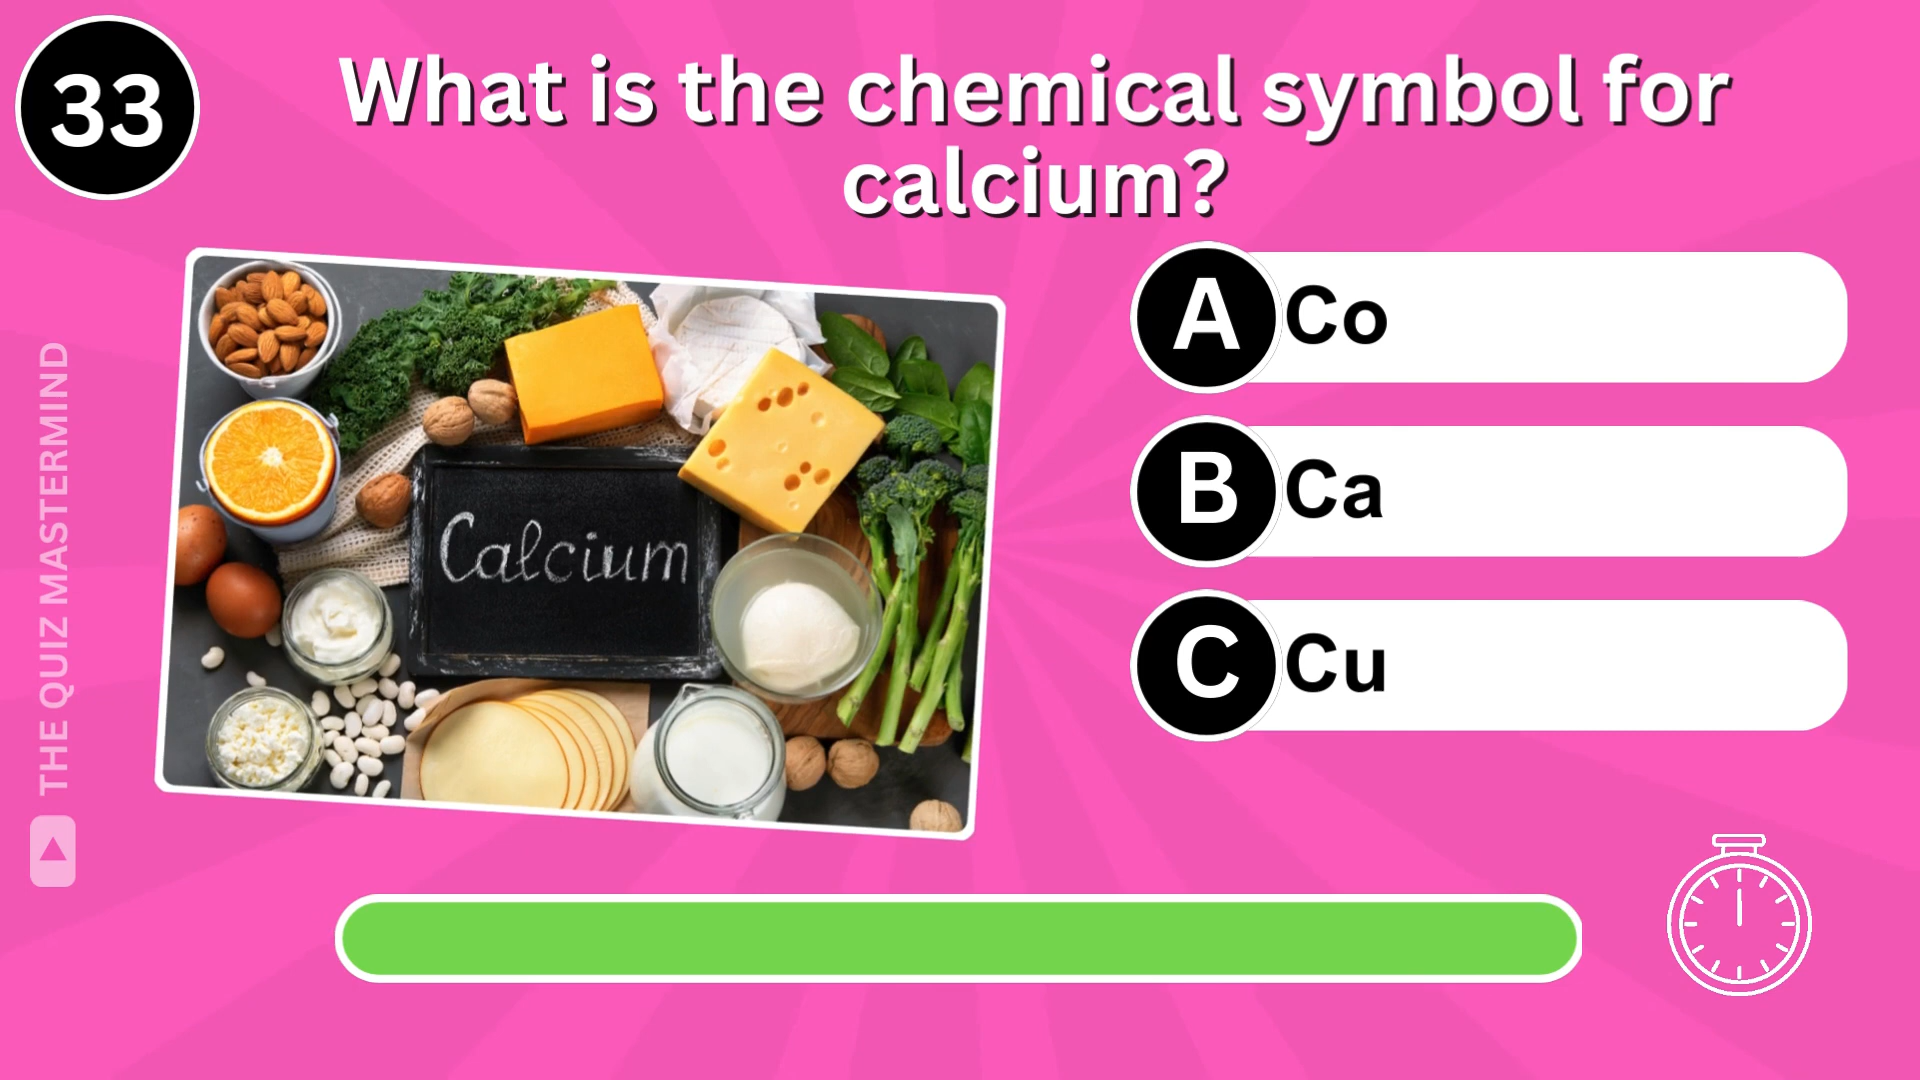 33
What is the chemical symbol for
calcium?
A Co
B Ca
C Cu
Calcium
THE QUIZ MASTERMIND